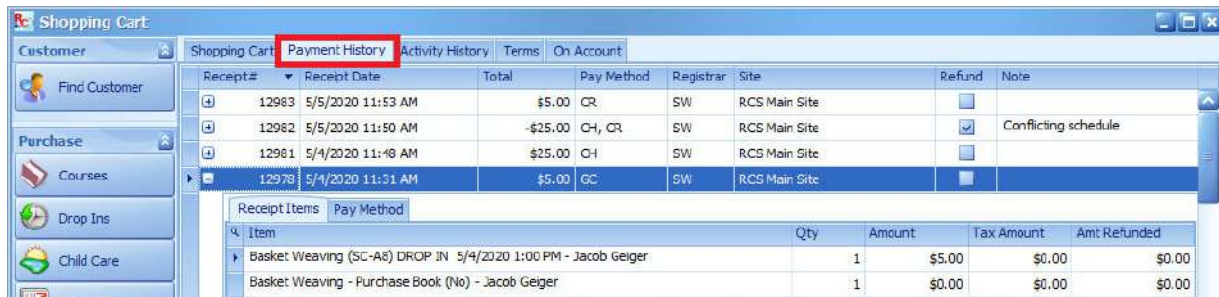 RCS Shopping Cart
Customer
Find Customer
Purchase
Courses
Drop Ins
Child Care
Shopping Cart Payment History Activity History Terms On Account
Receipt# Receipt Date Total Pay Method Registrar Site Refund Note
12983 5/5/2020 11:53 AM $5.00 CR SW RCS Main Site
12982 5/5/2020 11:50 AM -$25.00 CH, CR SW RCS Main Site Conflicting schedule
12981 5/4/2020 11:48 AM $25.00 CH SW RCS Main Site
12978 5/4/2020 11:31 AM $5.00 GC SW RCS Main Site
Receipt Items Pay Method
Item Qty Amount Tax Amount Amt Refunded
Basket Weaving (SC-A8) DROP IN 5/4/2020 1:00 PM - Jacob Geiger 1 $5.00 $0.00 $0.00
Basket Weaving - Purchase Book (No) - Jacob Geiger 1 $0.00 $0.00 $0.00